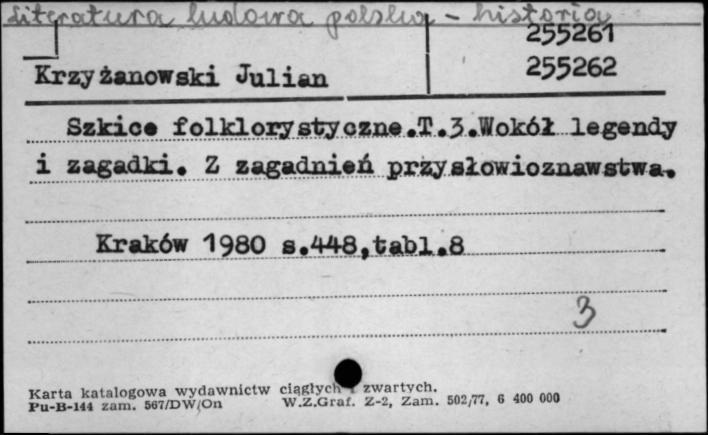 Literatura ludowa polska - historia
255261
Krzyżanowski Julian
255262
Szkice folklorystyczne.T.3.Wokół legendy
i zagadki. Z zagadnień przysłowioznawstwa.
Kraków 1980 s.448,tabl.8
3
Karta katalogowa wydawnictw ciągłych i zwartych.
Pu-B-144 zam. 567/DW/On W.Z.Graf. Z-2, Zam. 502/77, 6 400 000